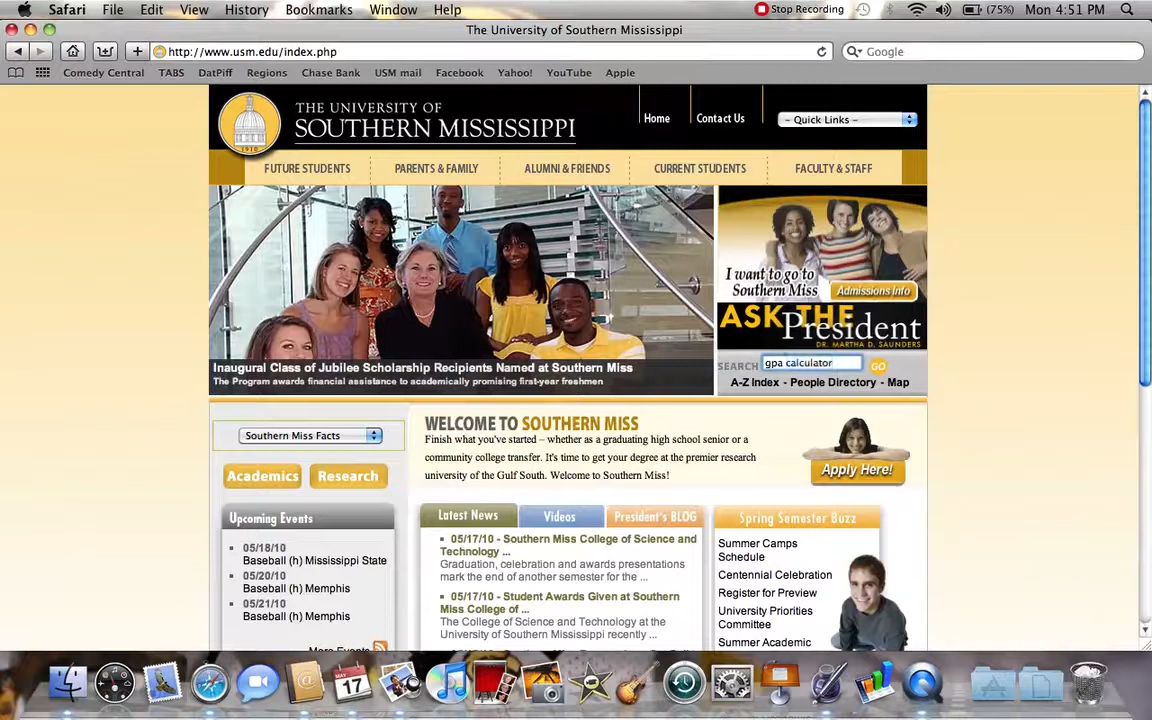 Safari File Edit View History Bookmarks Window Help Stop Recording (75%) Mon 4:51 PM
The University of Southern Mississippi
http://www.usm.edu/index.php Google
Comedy Central TABS DatPiff Regions Chase Bank USM mail Facebook Yahoo! YouTube Apple
THE UNIVERSITY OF
SOUTHERN MISSISSIPPI
1910
Home Contact Us - Quick Links -
FUTURE STUDENTS PARENTS & FAMILY ALUMNI & FRIENDS CURRENT STUDENTS FACULTY & STAFF
I want to go to
Southern Miss Admissions Info
ASK THE
President
DR. MARTHA D. SAUNDERS
Inaugural Class of Jubilee Scholarship Recipients Named at Southern Miss
The Program awards financial assistance to academically promising first-year freshmen
SEARCH gpa calculator GO
A-Z Index - People Directory - Map
Southern Miss Facts
WELCOME TO SOUTHERN MISS
Finish what you've started – whether as a graduating high school senior or a
community college transfer. It's time to get your degree at the premier research
university of the Gulf South. Welcome to Southern Miss!
Apply Here!
Academics Research
Upcoming Events
05/18/10
Baseball (h) Mississippi State
05/20/10
Baseball (h) Memphis
05/21/10
Baseball (h) Memphis
More Events
Latest News Videos President's BLOG
05/17/10 - Southern Miss College of Science and
Technology ...
Graduation, celebration and awards presentations
mark the end of another semester for the ...
05/17/10 - Student Awards Given at Southern
Miss College of ...
The College of Science and Technology at the
University of Southern Mississippi recently ...
Spring Semester Buzz
Summer Camps
Schedule
Centennial Celebration
Register for Preview
University Priorities
Committee
Summer Academic
MAY
17